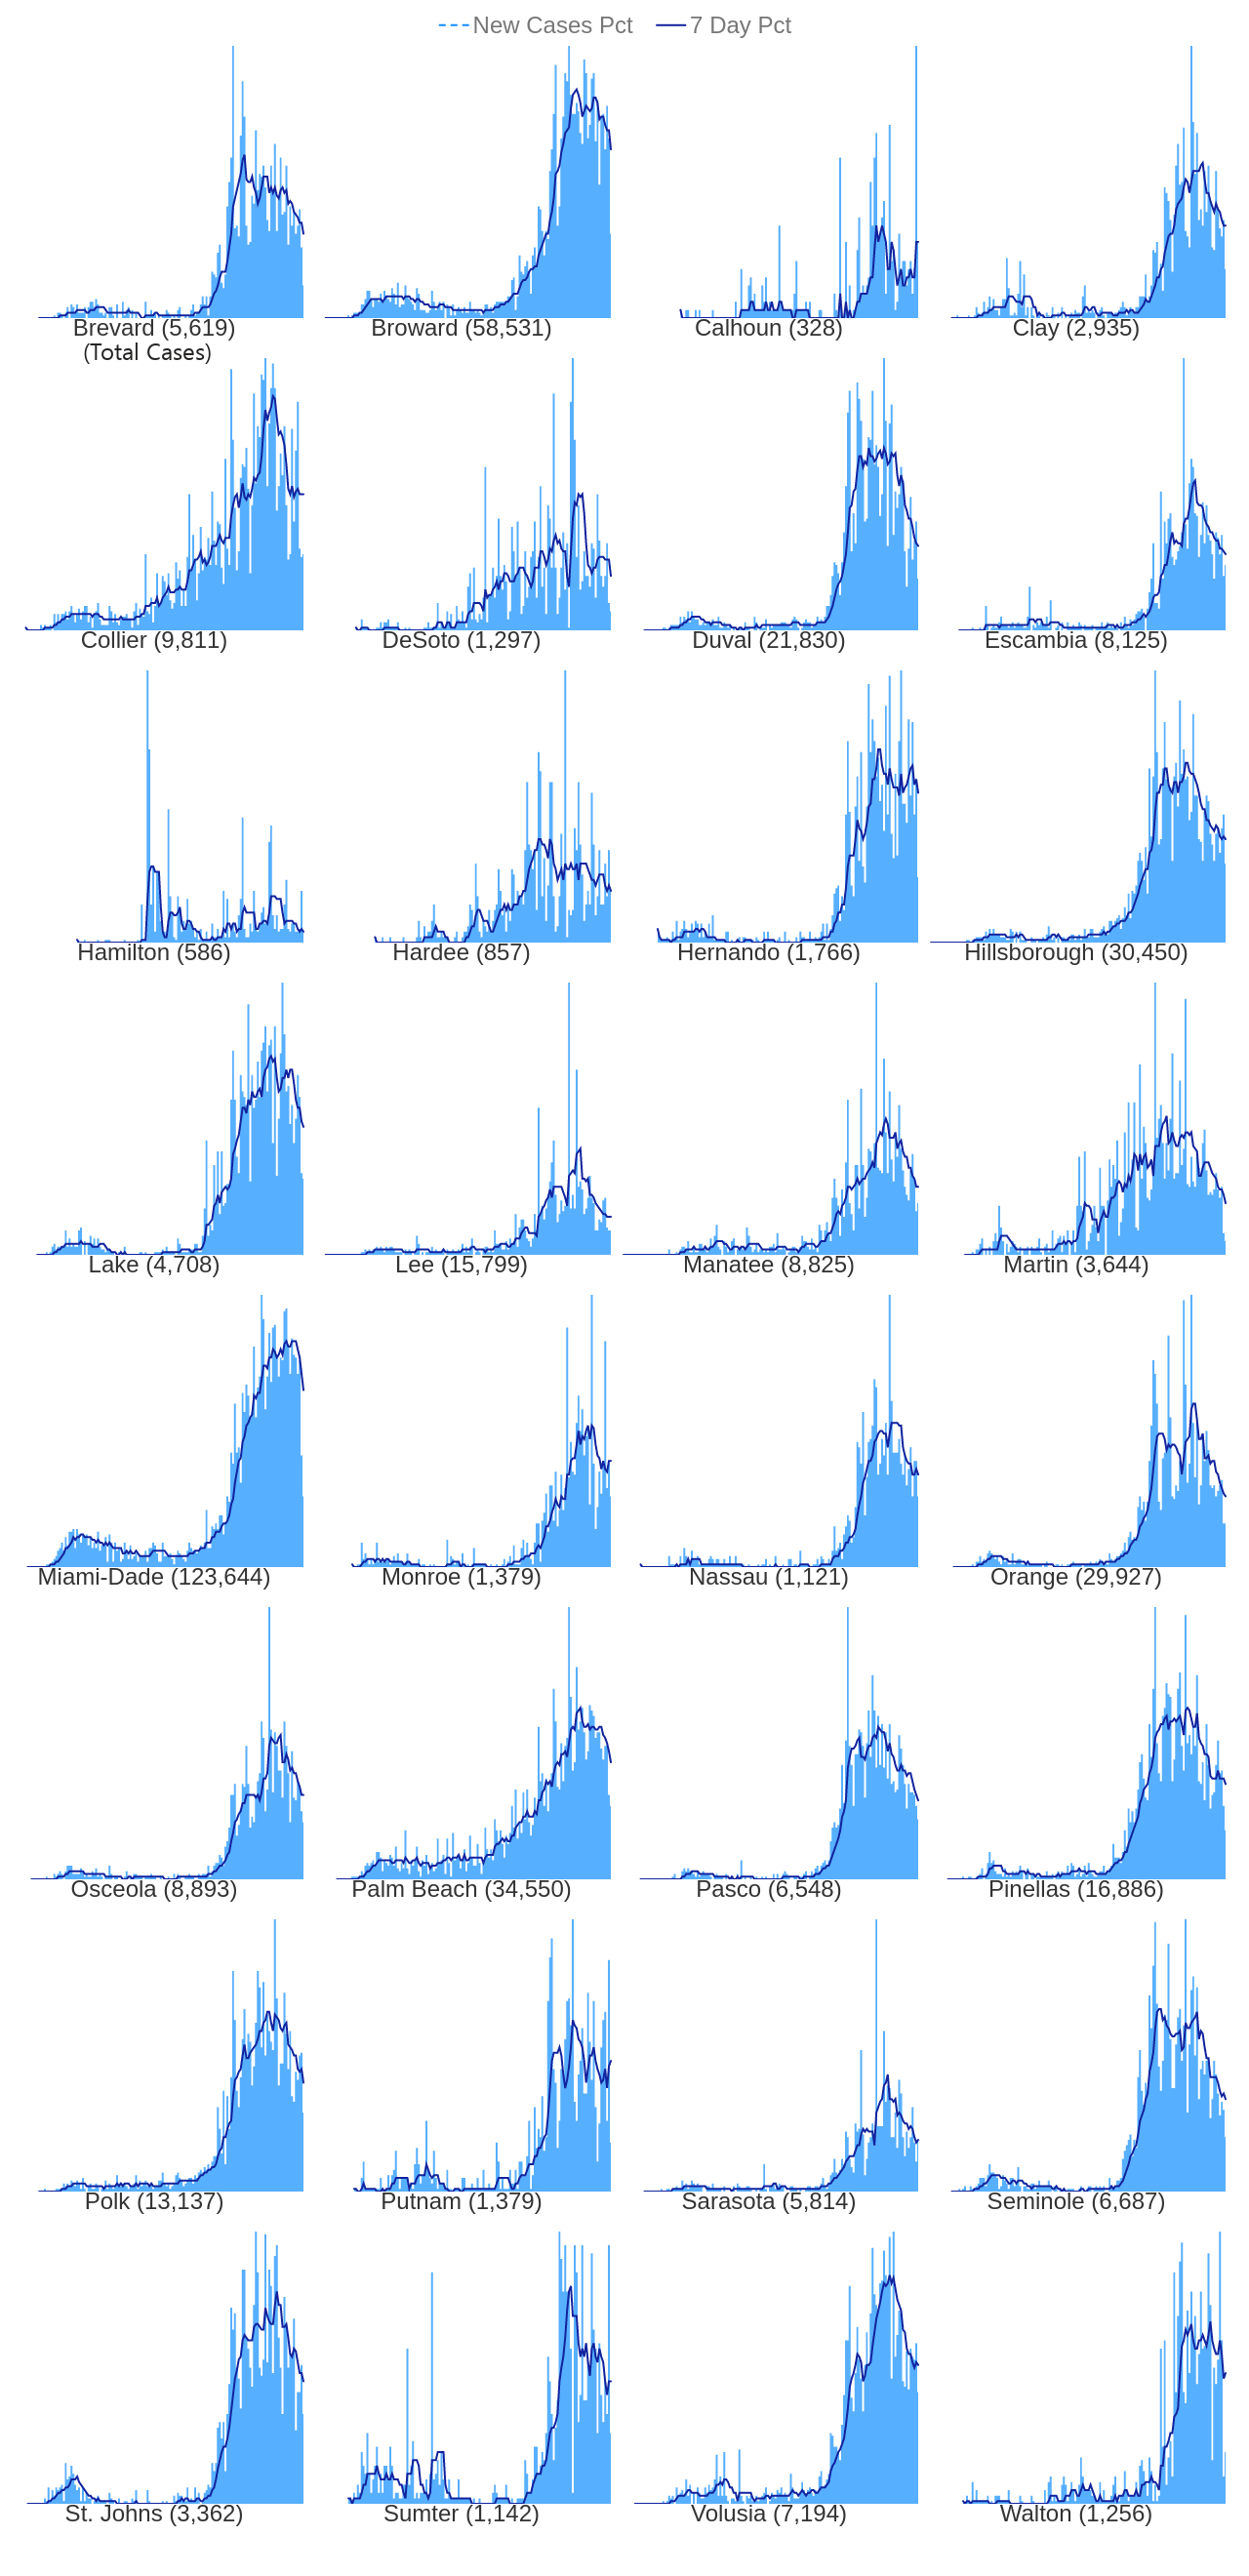 New Cases Pct 7 Day Pct
Brevard (5,619) Broward (58,531) Calhoun (328) Clay (2,935)
(Total Cases)
Collier (9,811) DeSoto (1,297) Duval (21,830) Escambia (8,125)
Hamilton (586) Hardee (857) Hernando (1,766) Hillsborough (30,450)
Lake (4,708) Lee (15,799) Manatee (8,825) Martin (3,644)
Miami-Dade (123,644) Monroe (1,379) Nassau (1,121) Orange (29,927)
Osceola (8,893) Palm Beach (34,550) Pasco (6,548) Pinellas (16,886)
Polk (13,137) Putnam (1,379) Sarasota (5,814) Seminole (6,687)
St. Johns (3,362) Sumter (1,142) Volusia (7,194) Walton (1,256)